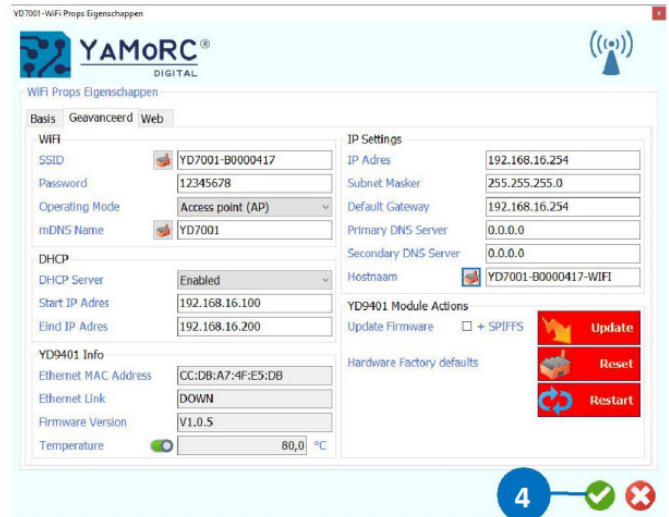 YD7001-WiFi Props Eigenschappen
YAMoRC®
DIGITAL
WiFi Props Eigenschappen
Basis Geavanceerd Web
WiFi
SSID YD7001-B0000417
Password 12345678
Operating Mode Access point (AP)
mDNS Name YD7001
DHCP
DHCP Server Enabled
Start IP Adres 192.168.16.100
Eind IP Adres 192.168.16.200
YD9401 Info
Ethernet MAC Address CC:DB:A7:4F:E5:DB
Ethernet Link DOWN
Firmware Version V1.0.5
Temperature 80,0 °C
IP Settings
IP Adres 192.168.16.254
Subnet Masker 255.255.255.0
Default Gateway 192.168.16.254
Primary DNS Server 0.0.0.0
Secondary DNS Server 0.0.0.0
Hostnaam YD7001-B0000417-WIFI
YD9401 Module Actions
Update Firmware + SPIFFS Update
Hardware Factory defaults Reset
Restart
4